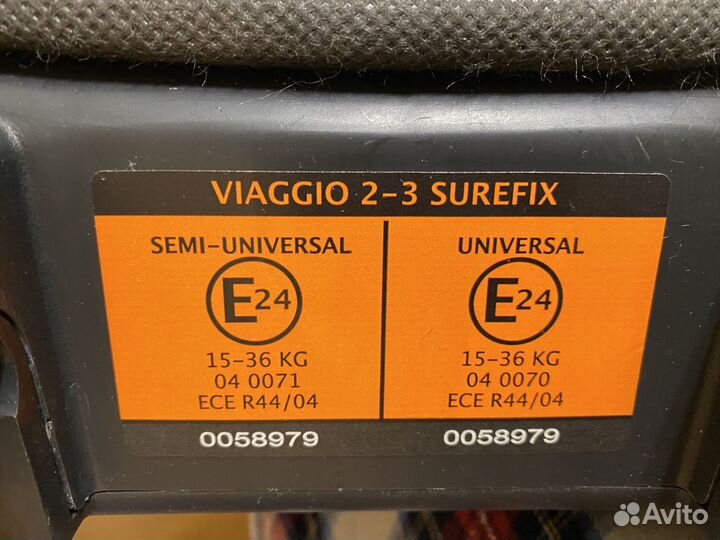 VIAGGIO 2-3 SUREFIX
SEMI-UNIVERSAL
E24
15-36 KG
04 0071
ECE R44/04
0058979
UNIVERSAL
E24
15-36 KG
04 0070
ECE R44/04
0058979
Avito